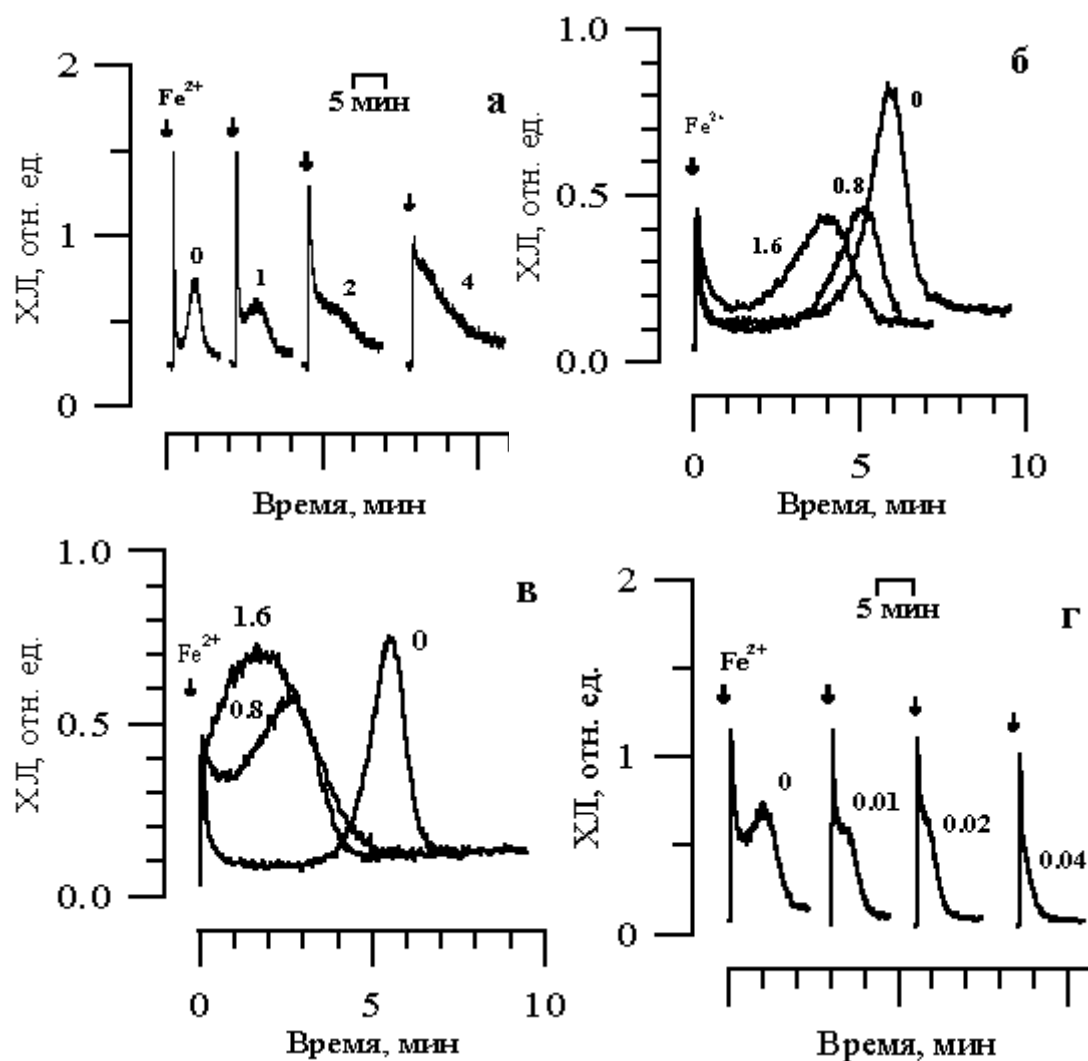 2
1
0
ХЛ, отн. ед.
Fe²⁺
5 мин
а
0
1
2
4
Время, мин
1.0
0.5
0.0
ХЛ, отн. ед.
Fe²⁺
б
0
0.8
1.6
0 5 10
Время, мин
1.0
0.5
0.0
ХЛ, отн. ед.
Fe²⁺
в
1.6
0.8
0
0 5 10
Время, мин
2
1
0
ХЛ, отн. ед.
Fe²⁺
5 мин
г
0
0.01
0.02
0.04
Время, мин